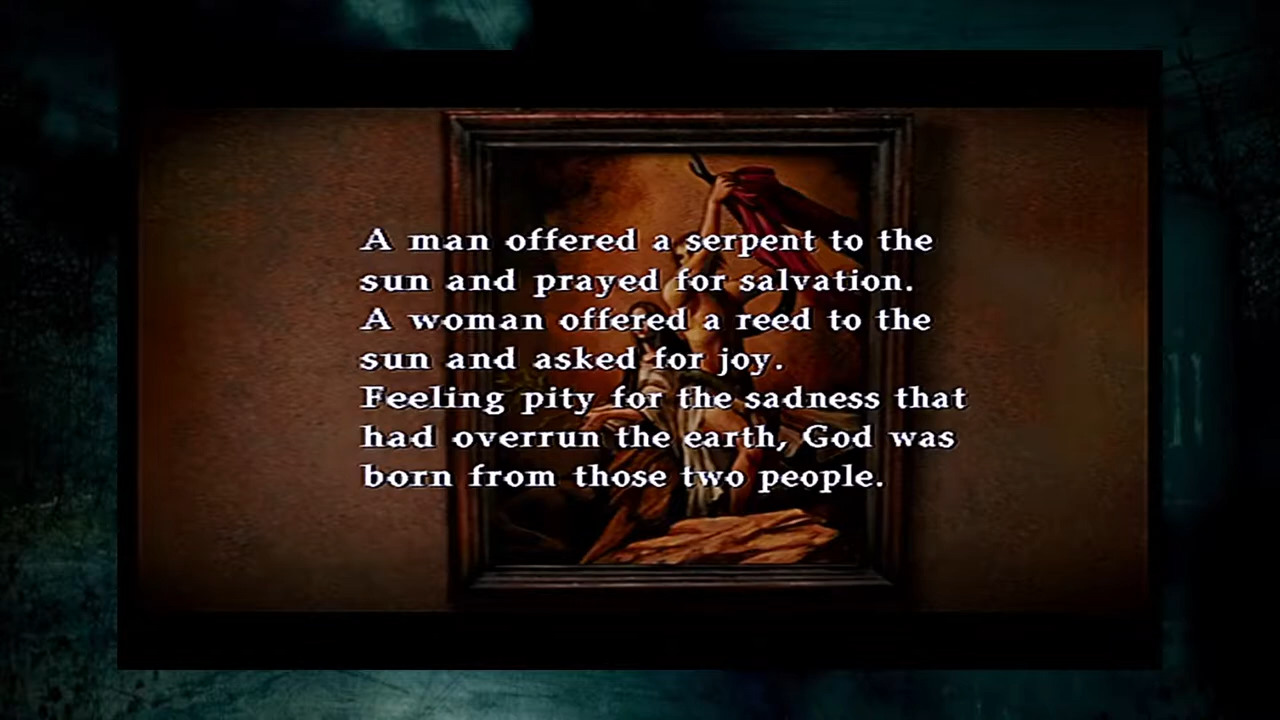 A man offered a serpent to the
sun and prayed for salvation.
A woman offered a reed to the
sun and asked for joy.
Feeling pity for the sadness that
had overrun the earth, God was
born from those two people.